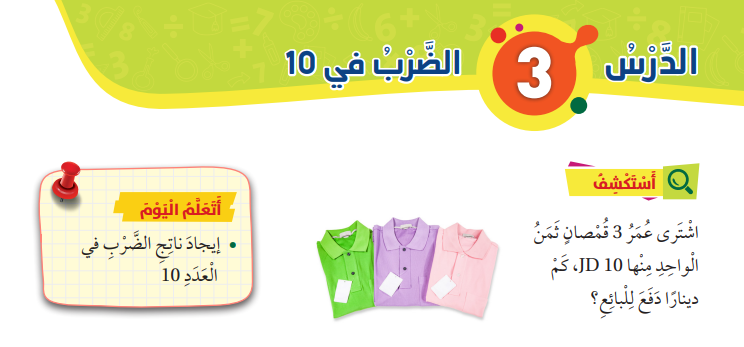 الدَّرْسُ 3 الضَّرْبُ في 10
أَسْتَكْشِفُ
اشْتَرى عُمَرُ 3 قُمْصانٍ ثَمَنُ
الْواحِدِ مِنْها JD 10، كَمْ
دينارًا دَفَعَ لِلْبائِعِ؟
أَتَعَلَّمُ الْيَوْمَ
• إيجادَ ناتِجِ الضَّرْبِ في
الْعَدَدِ 10